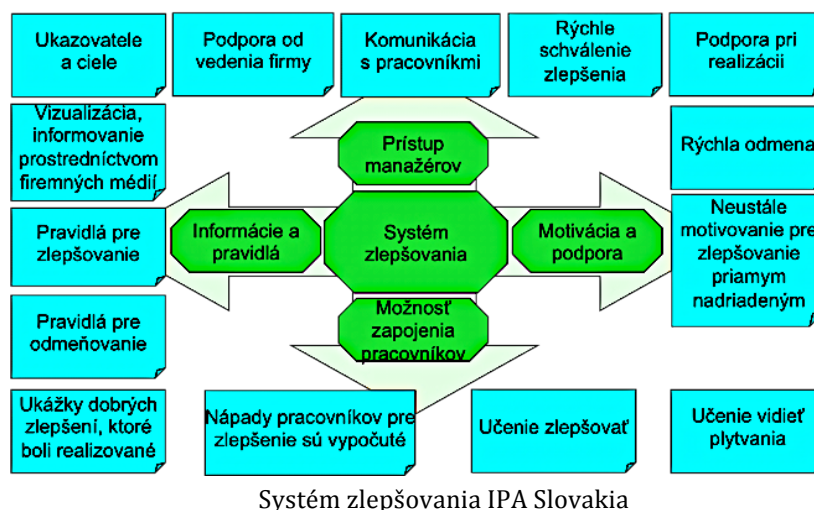 Ukazovatele
a ciele
Podpora od
vedenia firmy
Komunikácia
s pracovníkmi
Rýchle
schválenie
zlepšenia
Podpora pri
realizácii
Vizualizácia,
informovanie
prostredníctvom
firemných médií
Prístup
manažérov
Rýchla odmena
Pravidlá pre
zlepšovanie
Informácie a
pravidlá
Systém
zlepšovania
Motivácia a
podpora
Neustále
motivovanie pre
zlepšovanie
priamym
nadriadeným
Pravidlá pre
odmeňovanie
Možnosť
zapojenia
pracovníkov
Ukážky dobrých
zlepšení, ktoré
boli realizované
Nápady pracovníkov pre
zlepšenie sú vypočuté
Učenie zlepšovať
Učenie vidieť
plytvania
Systém zlepšovania IPA Slovakia